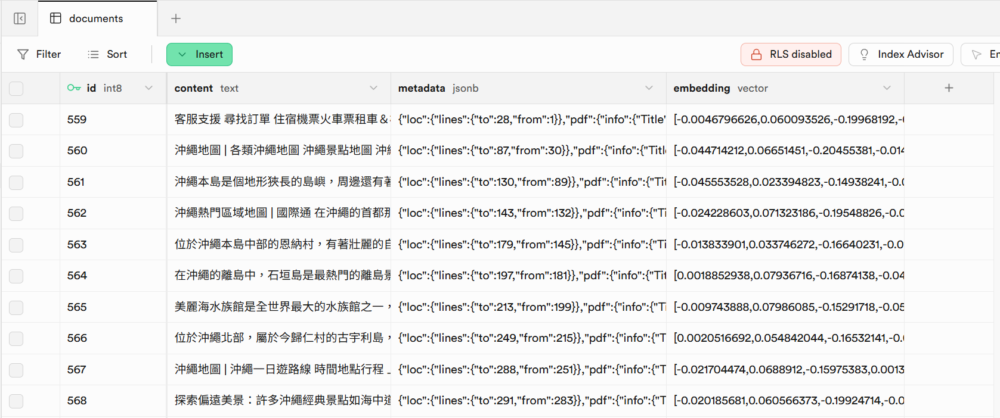 documents
Filter Sort Insert RLS disabled Index Advisor
id int8 content text metadata jsonb embedding vector
559 客服支援 尋找訂單 住宿機票火車票租車& {"loc":{"lines":{"to":28,"from":1}},"pdf":{"info":{"Title" [-0.0046796626,0.060093526,-0.19968192,-
560 沖繩地圖 | 各類沖繩地圖 沖繩景點地圖 沖繩 {"loc":{"lines":{"to":87,"from":30}},"pdf":{"info":{"Titl [-0.044714212,0.06651451,-0.20455381,-0.014
561 沖繩本島是個地形狹長的島嶼,周邊還有著 {"loc":{"lines":{"to":130,"from":89}},"pdf":{"info":{"Tit [-0.045553528,0.023394823,-0.14938241,-0.0
562 沖繩熱門區域地圖 | 國際通 在沖繩的首都那 {"loc":{"lines":{"to":143,"from":132}},"pdf":{"info":{"Ti [-0.024228603,0.071323186,-0.19548826,-0.0
563 位於沖繩本島中部的恩納村,有著壯麗的自 {"loc":{"lines":{"to":179,"from":145}},"pdf":{"info":{"Ti [-0.013833901,0.033746272,-0.16640231,-0.0
564 在沖繩的離島中,石垣島是最熱門的離島景 {"loc":{"lines":{"to":197,"from":181}},"pdf":{"info":{"Tit [0.0018852938,0.07936716,-0.16874138,-0.04
565 美麗海水族館是全世界最大的水族館之一, {"loc":{"lines":{"to":213,"from":199}},"pdf":{"info":{"Ti [-0.009743888,0.07986085,-0.15291718,-0.05
566 位於沖繩北部,屬於今歸仁村的古宇利島, {"loc":{"lines":{"to":249,"from":215}},"pdf":{"info":{"T [0.0020516692,0.054842044,-0.16532141,-0.
567 沖繩地圖 | 沖繩一日遊路線 時間地點行程 {"loc":{"lines":{"to":288,"from":251}},"pdf":{"info":{"T [-0.021704474,0.0688912,-0.15975383,0.0013
568 探索偏遠美景:許多沖繩經典景點如海中道 {"loc":{"lines":{"to":291,"from":283}},"pdf":{"info":{"T [-0.020185681,0.060566373,-0.19924714,-0.0